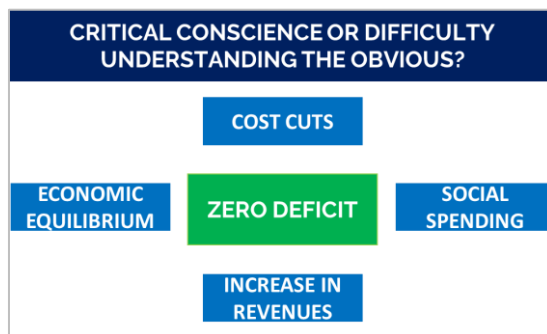 CRITICAL CONSCIENCE OR DIFFICULTY
UNDERSTANDING THE OBVIOUS?
COST CUTS
ECONOMIC
EQUILIBRIUM
ZERO DEFICIT
SOCIAL
SPENDING
INCREASE IN
REVENUES